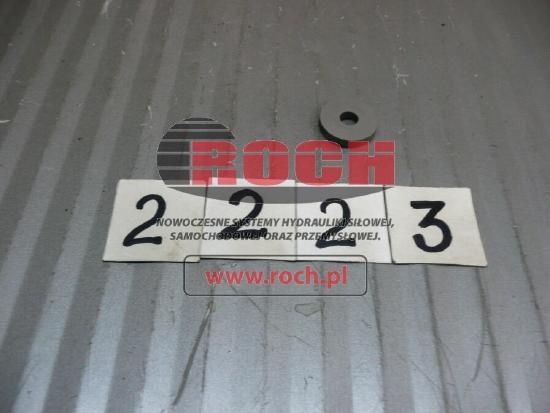 ROCH
2 2 2 3
NOWOCZESNE SYSTEMY HYDRAULIKI SIŁOWEJ,
SAMOCHODOWEJ ORAZ PRZEMYSŁOWEJ.
www.roch.pl